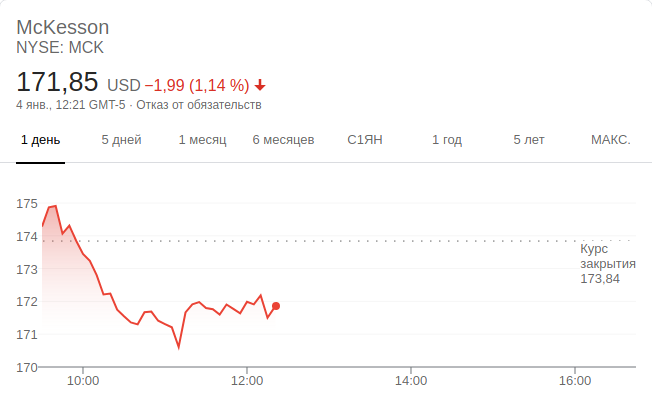 McKesson
NYSE: MCK
171,85 USD −1,99 (1,14 %)
4 янв., 12:21 GMT-5 · Отказ от обязательств
1 день 5 дней 1 месяц 6 месяцев С1ЯН 1 год 5 лет МАКС.
175
174
Курс
закрытия
173,84
173
172
171
170
10:00 12:00 14:00 16:00